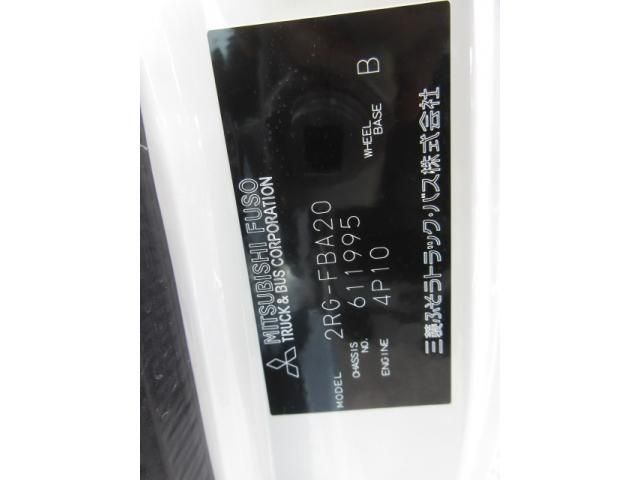 MITSUBISHI FUSO
TRUCK & BUS CORPORATION
MODEL 2RG-FBA20
CHASSIS NO. 611995
ENGINE 4P10 WHEEL BASE B
三菱ふそうトラック・バス株式会社